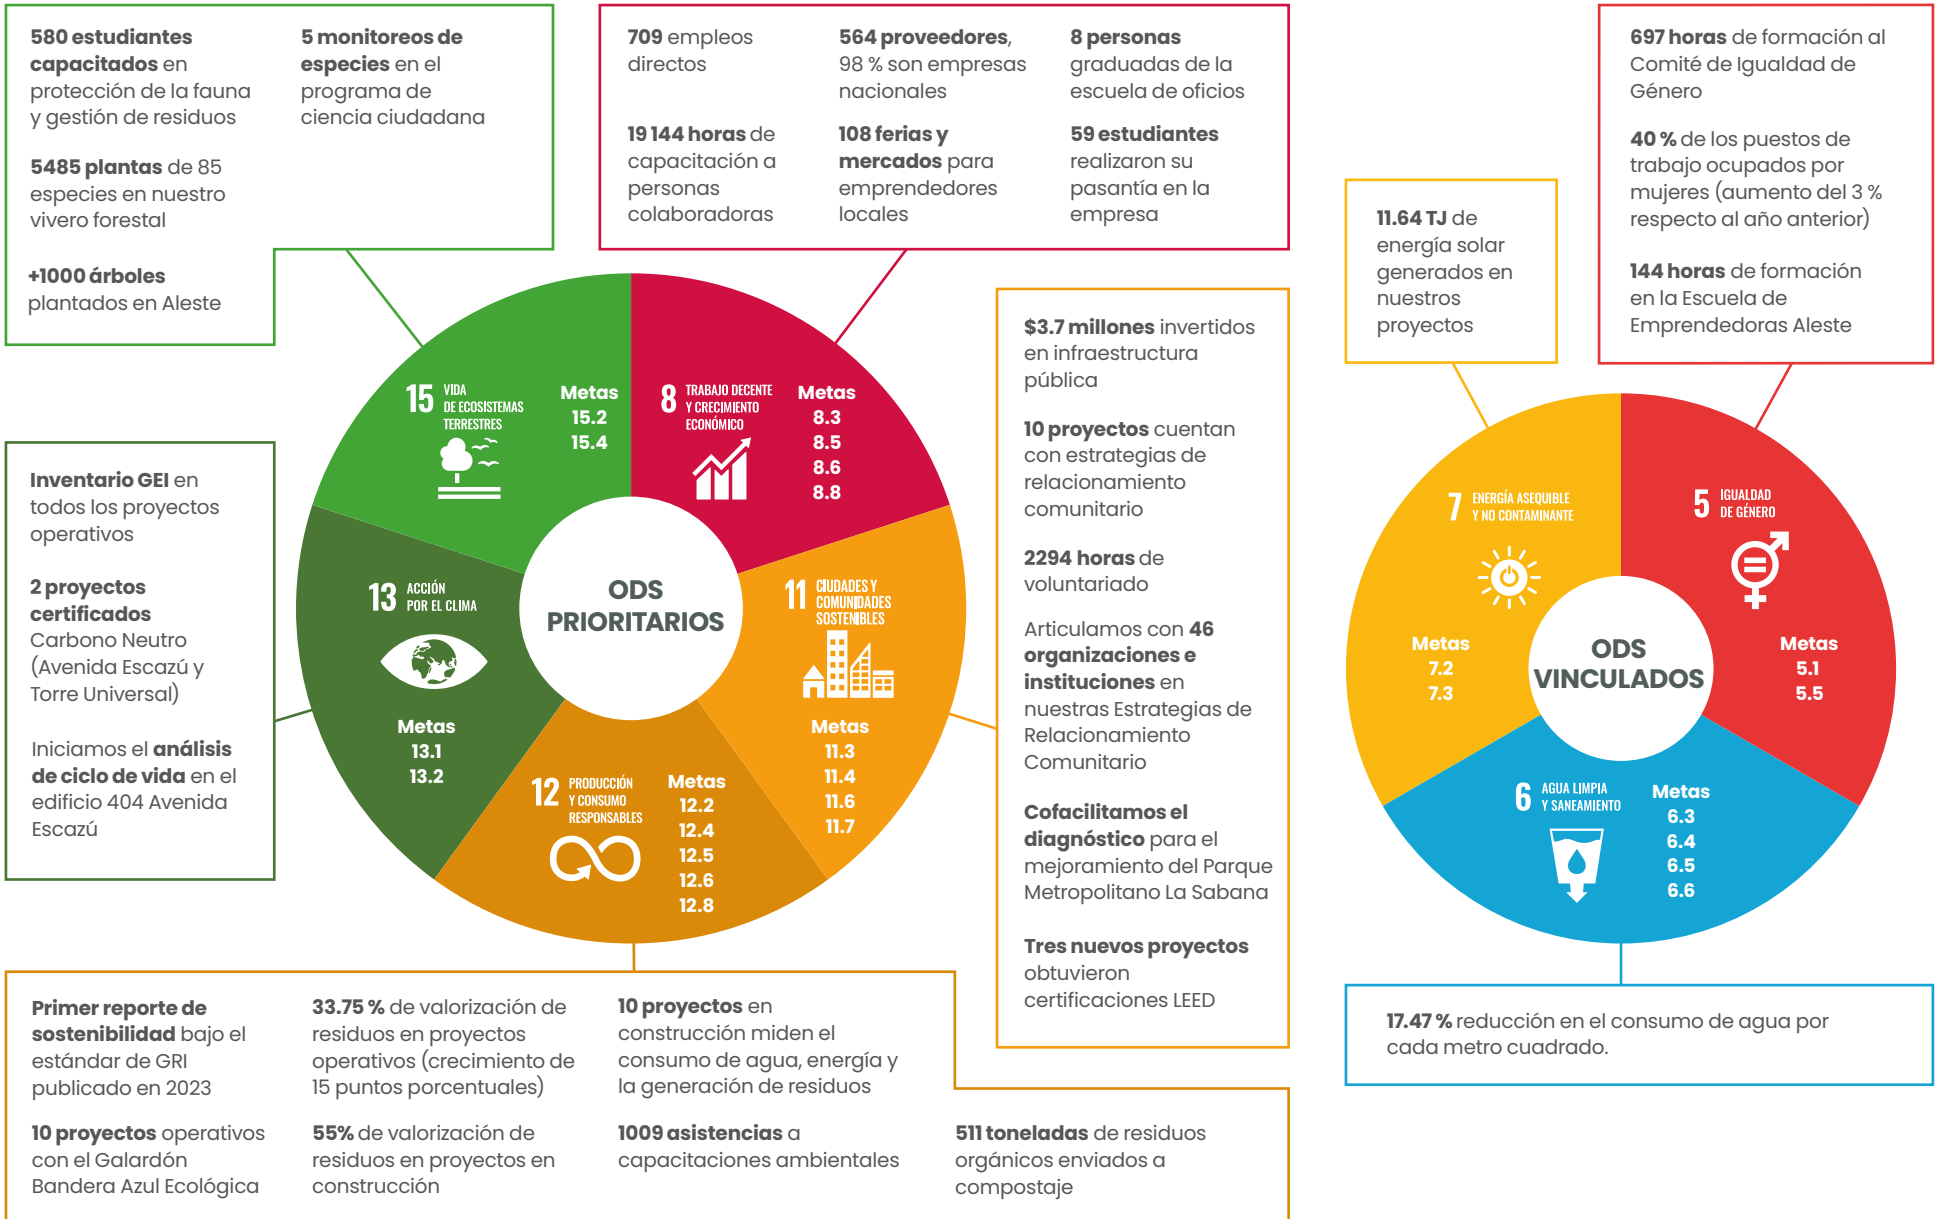 580 estudiantes
capacitados en
protección de la fauna
y gestión de residuos
5485 plantas de 85
especies en nuestro
vivero forestal
+1000 árboles
plantados en Aleste
5 monitoreos de
especies en el
programa de
ciencia ciudadana
709 empleos
directos
19 144 horas de
capacitación a
personas
colaboradoras
564 proveedores,
98 % son empresas
nacionales
108 ferias y
mercados para
emprendedores
locales
8 personas
graduadas de la
escuela de oficios
59 estudiantes
realizaron su
pasantía en la
empresa
15 VIDA
DE ECOSISTEMAS
TERRESTRES
Metas
15.2
15.4
8 TRABAJO DECENTE
Y CRECIMIENTO
ECONÓMICO
Metas
8.3
8.5
8.6
8.8
Inventario GEI en
todos los proyectos
operativos
2 proyectos
certificados
Carbono Neutro
(Avenida Escazú y
Torre Universal)
Iniciamos el análisis
de ciclo de vida en el
edificio 404 Avenida
Escazú
13 ACCIÓN
POR EL CLIMA
Metas
13.1
13.2
ODS
PRIORITARIOS
11 CIUDADES Y
COMUNIDADES
SOSTENIBLES
Metas
11.3
11.4
11.6
11.7
12 PRODUCCIÓN
Y CONSUMO
RESPONSABLES
Metas
12.2
12.4
12.5
12.6
12.8
$3.7 millones invertidos
en infraestructura
pública
10 proyectos cuentan
con estrategias de
relacionamiento
comunitario
2294 horas de
voluntariado
Articulamos con 46
organizaciones e
instituciones en
nuestras Estrategias de
Relacionamiento
Comunitario
Cofacilitamos el
diagnóstico para el
mejoramiento del Parque
Metropolitano La Sabana
Tres nuevos proyectos
obtuvieron
certificaciones LEED
Primer reporte de
sostenibilidad bajo el
estándar de GRI
publicado en 2023
10 proyectos operativos
con el Galardón
Bandera Azul Ecológica
33.75 % de valorización de
residuos en proyectos
operativos (crecimiento de
15 puntos porcentuales)
55% de valorización de
residuos en proyectos en
construcción
10 proyectos en
construcción miden el
consumo de agua, energía y
la generación de residuos
1009 asistencias a
capacitaciones ambientales
511 toneladas de residuos
orgánicos enviados a
compostaje
11.64 TJ de
energía solar
generados en
nuestros
proyectos
697 horas de formación al
Comité de Igualdad de
Género
40 % de los puestos de
trabajo ocupados por
mujeres (aumento del 3 %
respecto al año anterior)
144 horas de formación
en la Escuela de
Emprendedoras Aleste
7 ENERGÍA ASEQUIBLE
Y NO CONTAMINANTE
Metas
7.2
7.3
5 IGUALDAD
DE GÉNERO
Metas
5.1
5.5
ODS
VINCULADOS
6 AGUA LIMPIA
Y SANEAMIENTO
Metas
6.3
6.4
6.5
6.6
17.47 % reducción en el consumo de agua por
cada metro cuadrado.